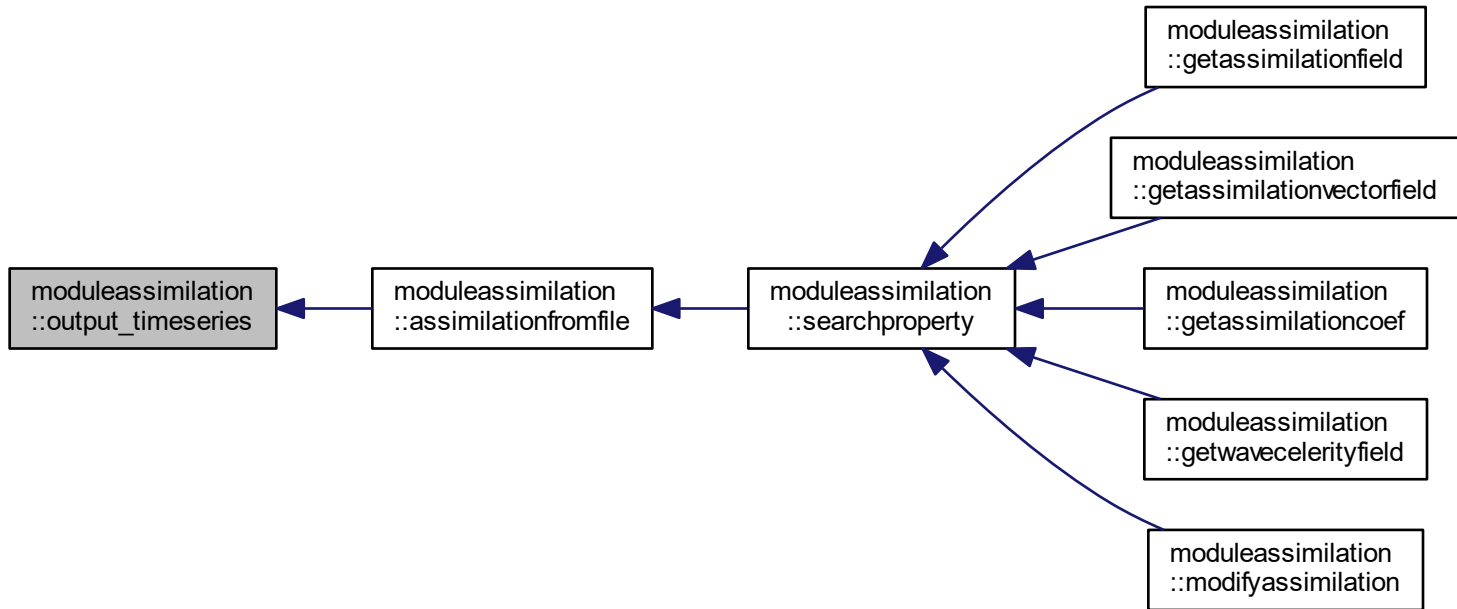 moduleassimilation
::getassimilationfield
moduleassimilation
::getassimilationvectorfield
moduleassimilation
::output_timeseries
moduleassimilation
::assimilationfromfile
moduleassimilation
::searchproperty
moduleassimilation
::getassimilationcoef
moduleassimilation
::getwavecelerityfield
moduleassimilation
::modifyassimilation